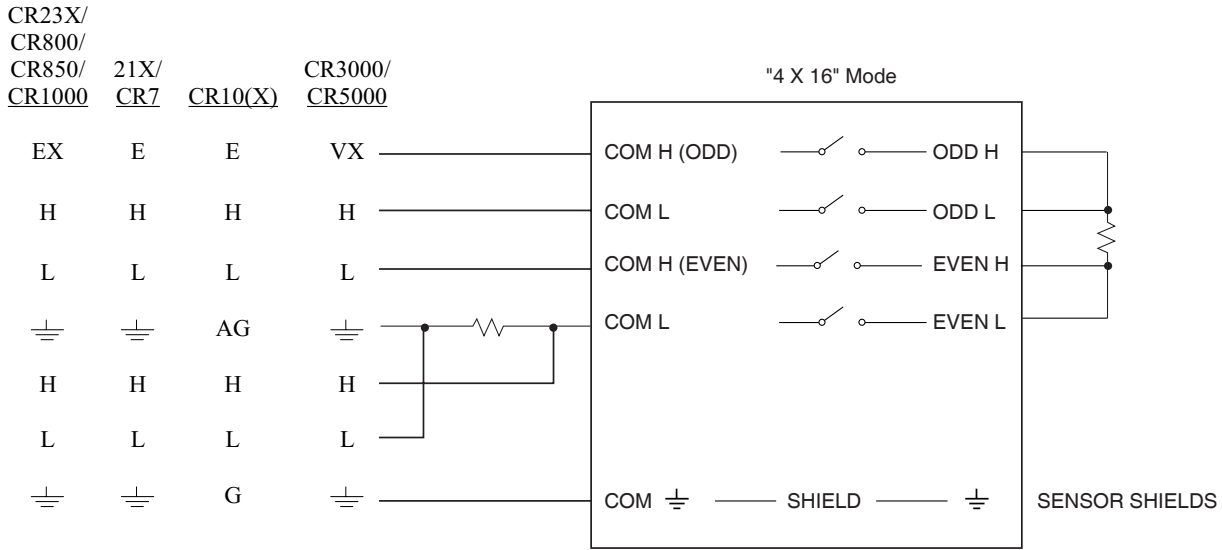 CR23X/
CR800/
CR850/ 21X/ CR3000/
CR1000 CR7 CR10(X) CR5000
"4 X 16" Mode
EX E E VX COM H (ODD) ODD H
H H H H COM L ODD L
L L L L COM H (EVEN) EVEN H
AG COM L EVEN L
H H H H
L L L L
G COM SHIELD SENSOR SHIELDS